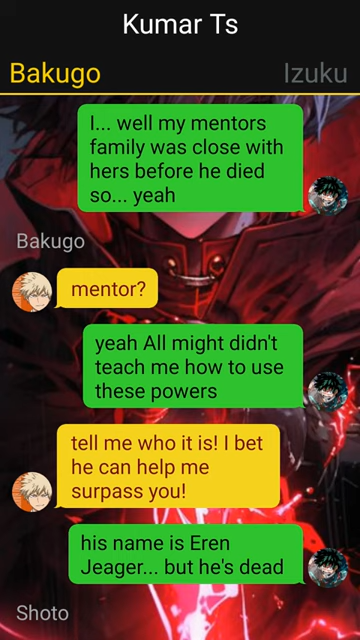 Kumar Ts
Bakugo
Izuku
I... well my mentors
family was close with
hers before he died
so... yeah
Bakugo
mentor?
yeah All might didn't
teach me how to use
these powers
tell me who it is! I bet
he can help me
surpass you!
his name is Eren
Jeager... but he's dead
Shoto